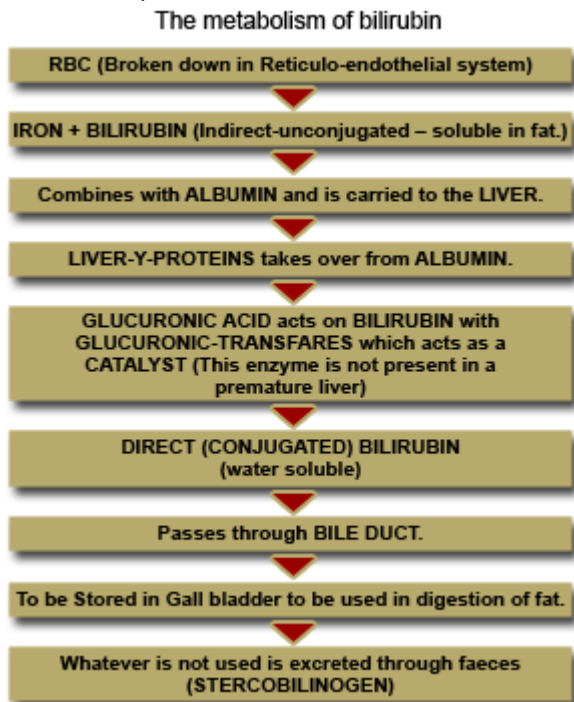 The metabolism of bilirubin
RBC (Broken down in Reticulo-endothelial system)
IRON + BILIRUBIN (Indirect-unconjugated – soluble in fat.)
Combines with ALBUMIN and is carried to the LIVER.
LIVER-Y-PROTEINS takes over from ALBUMIN.
GLUCURONIC ACID acts on BILIRUBIN with
GLUCURONIC-TRANSFARES which acts as a
CATALYST (This enzyme is not present in a
premature liver)
DIRECT (CONJUGATED) BILIRUBIN
(water soluble)
Passes through BILE DUCT.
To be Stored in Gall bladder to be used in digestion of fat.
Whatever is not used is excreted through faeces
(STERCOBILINOGEN)